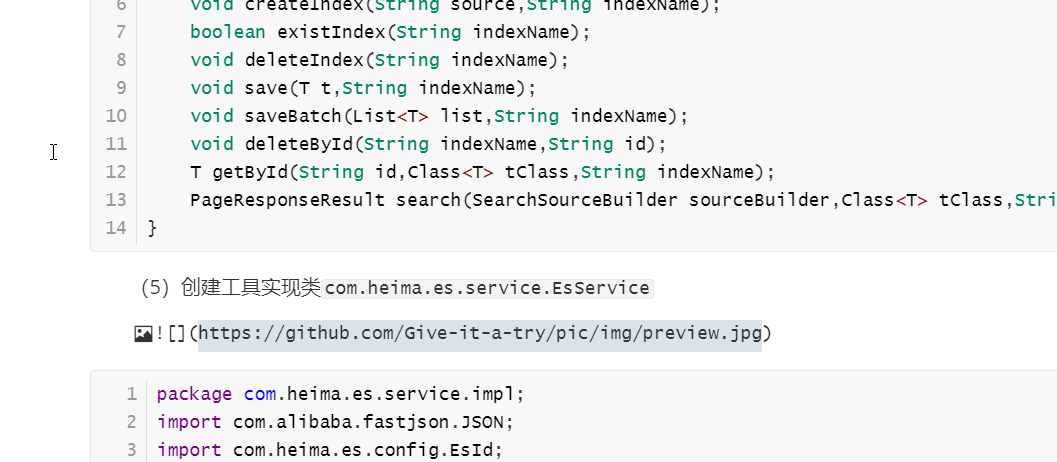 6 void createIndex(String source,String indexName);
7 boolean existIndex(String indexName);
8 void deleteIndex(String indexName);
9 void save(T t,String indexName);
10 void saveBatch(List<T> list,String indexName);
11 void deleteById(String indexName,String id);
12 T getById(String id,Class<T> tClass,String indexName);
13 PageResponseResult search(SearchSourceBuilder sourceBuilder,Class<T> tClass,Stri
14 }
（5）创建工具实现类com.heima.es.service.EsService
![](https://github.com/Give-it-a-try/pic/img/preview.jpg)
1 package com.heima.es.service.impl;
2 import com.alibaba.fastjson.JSON;
3 import com.heima.es.config.EsId;